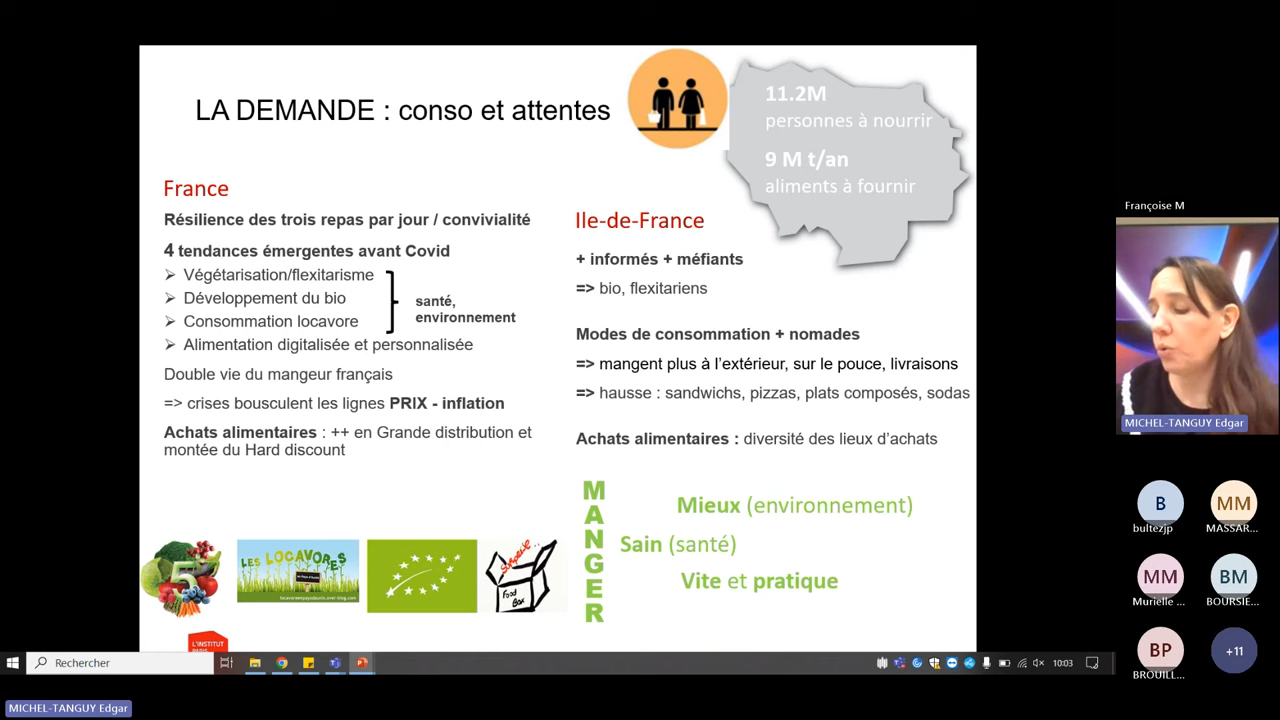 LA DEMANDE : conso et attentes
11.2M
personnes à nourrir
9 M t/an
aliments à fournir
France
Résilience des trois repas par jour / convivialité
4 tendances émergentes avant Covid
Végétarisation/flexitarisme
Développement du bio
Consommation locavore
santé,
environnement
Alimentation digitalisée et personnalisée
Double vie du mangeur français
=> crises bousculent les lignes PRIX - inflation
Achats alimentaires : ++ en Grande distribution et
montée du Hard discount
Ile-de-France
+ informés + méfiants
=> bio, flexitariens
Modes de consommation + nomades
=> mangent plus à l'extérieur, sur le pouce, livraisons
=> hausse : sandwichs, pizzas, plats composés, sodas
Achats alimentaires : diversité des lieux d'achats
MANGER
Mieux (environnement)
Sain (santé)
Vite et pratique
5
LES LOCAVORES
Surprise
Food
Box
L'INSTITUT
PARIS
Rechercher
10:03
MICHEL-TANGUY Edgar
Françoise M
MICHEL-TANGUY Edgar
B
bultezjp
MM
MASSAR...
MM
Murielle ...
BM
BOURSIE...
BP
BROUILL...
+11